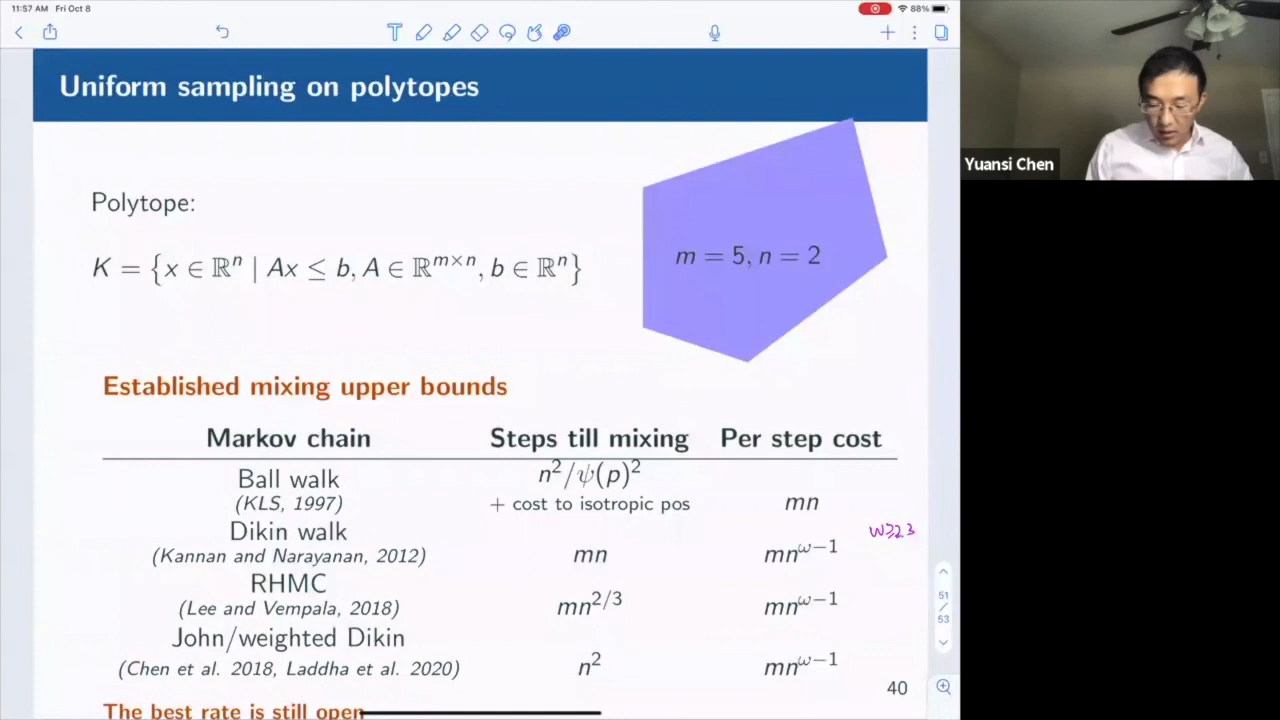 11:57 AM Fri Oct 8
88%
Uniform sampling on polytopes
Yuansi Chen
Polytope:
K = {x ∈ ℝⁿ | Ax ≤ b, A ∈ ℝᵐˣⁿ, b ∈ ℝⁿ}
m = 5, n = 2
Established mixing upper bounds
Markov chain Steps till mixing Per step cost
Ball walk n²/ψ(p)²
(KLS, 1997) + cost to isotropic pos mn
Dikin walk
(Kannan and Narayanan, 2012) mn mn^{ω−1}
RHMC
(Lee and Vempala, 2018) mn^{2/3} mn^{ω−1}
John/weighted Dikin
(Chen et al. 2018, Laddha et al. 2020) n² mn^{ω−1}
51
/
53
40
The best rate is still open